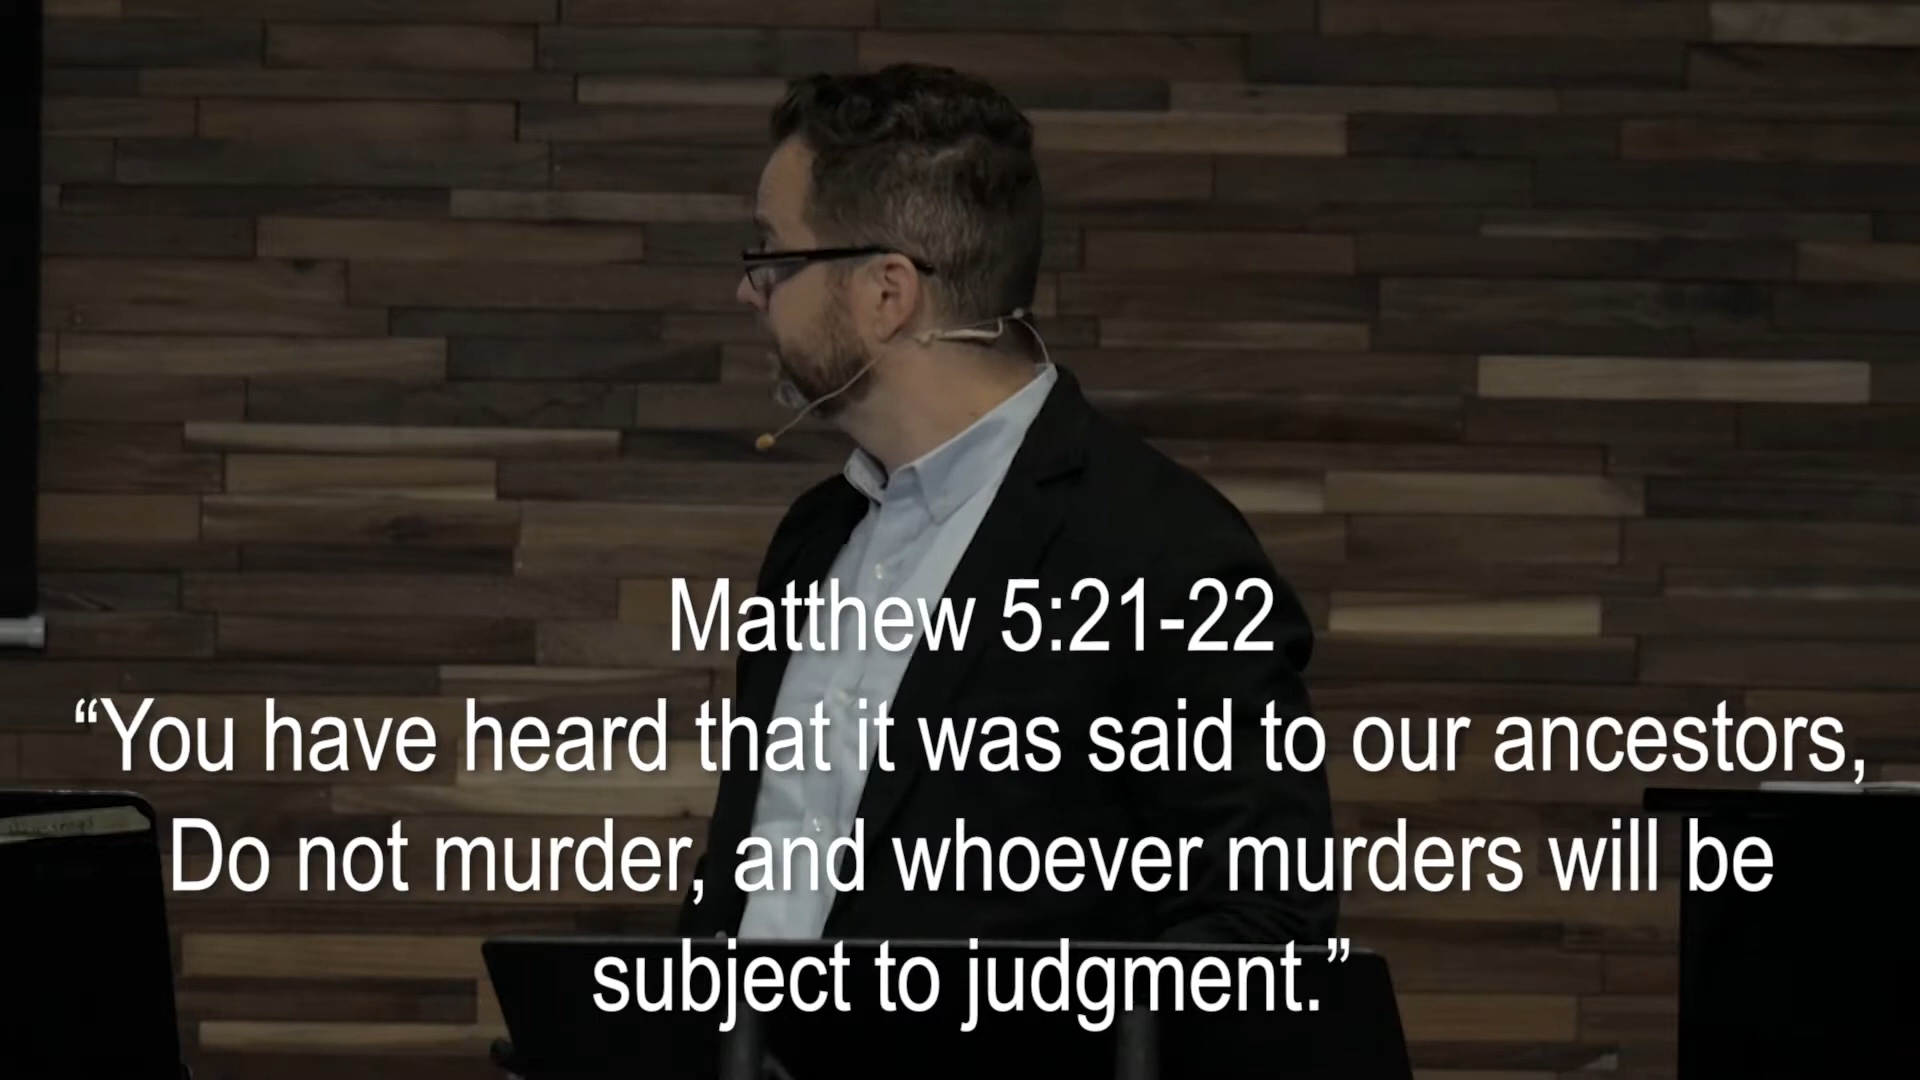 Matthew 5:21-22
“You have heard that it was said to our ancestors,
Do not murder, and whoever murders will be
subject to judgment.”